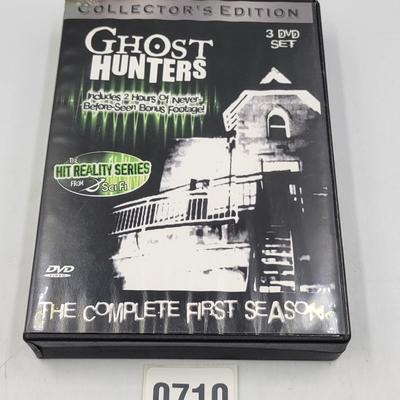 COLLECTOR'S EDITION
GHOST
HUNTERS
3 DVD
SET
Includes 2 Hours Of Never-
Before-Seen Bonus Footage!
THE
HIT REALITY SERIES
FROM SCI FI
DVD
VIDEO
THE COMPLETE FIRST SEASON
0710